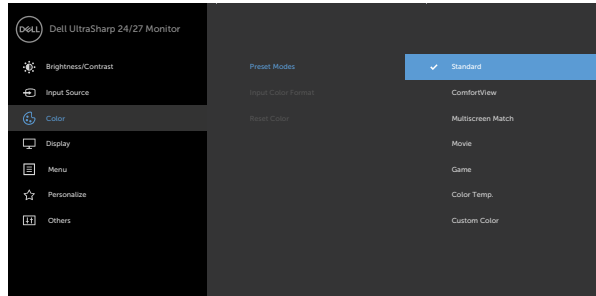 DELL
Dell UltraSharp 24/27 Monitor
Brightness/Contrast
Input Source
Color
Display
Menu
Personalize
Others
Preset Modes
Input Color Format
Reset Color
Standard
ComfortView
Multiscreen Match
Movie
Game
Color Temp.
Custom Color